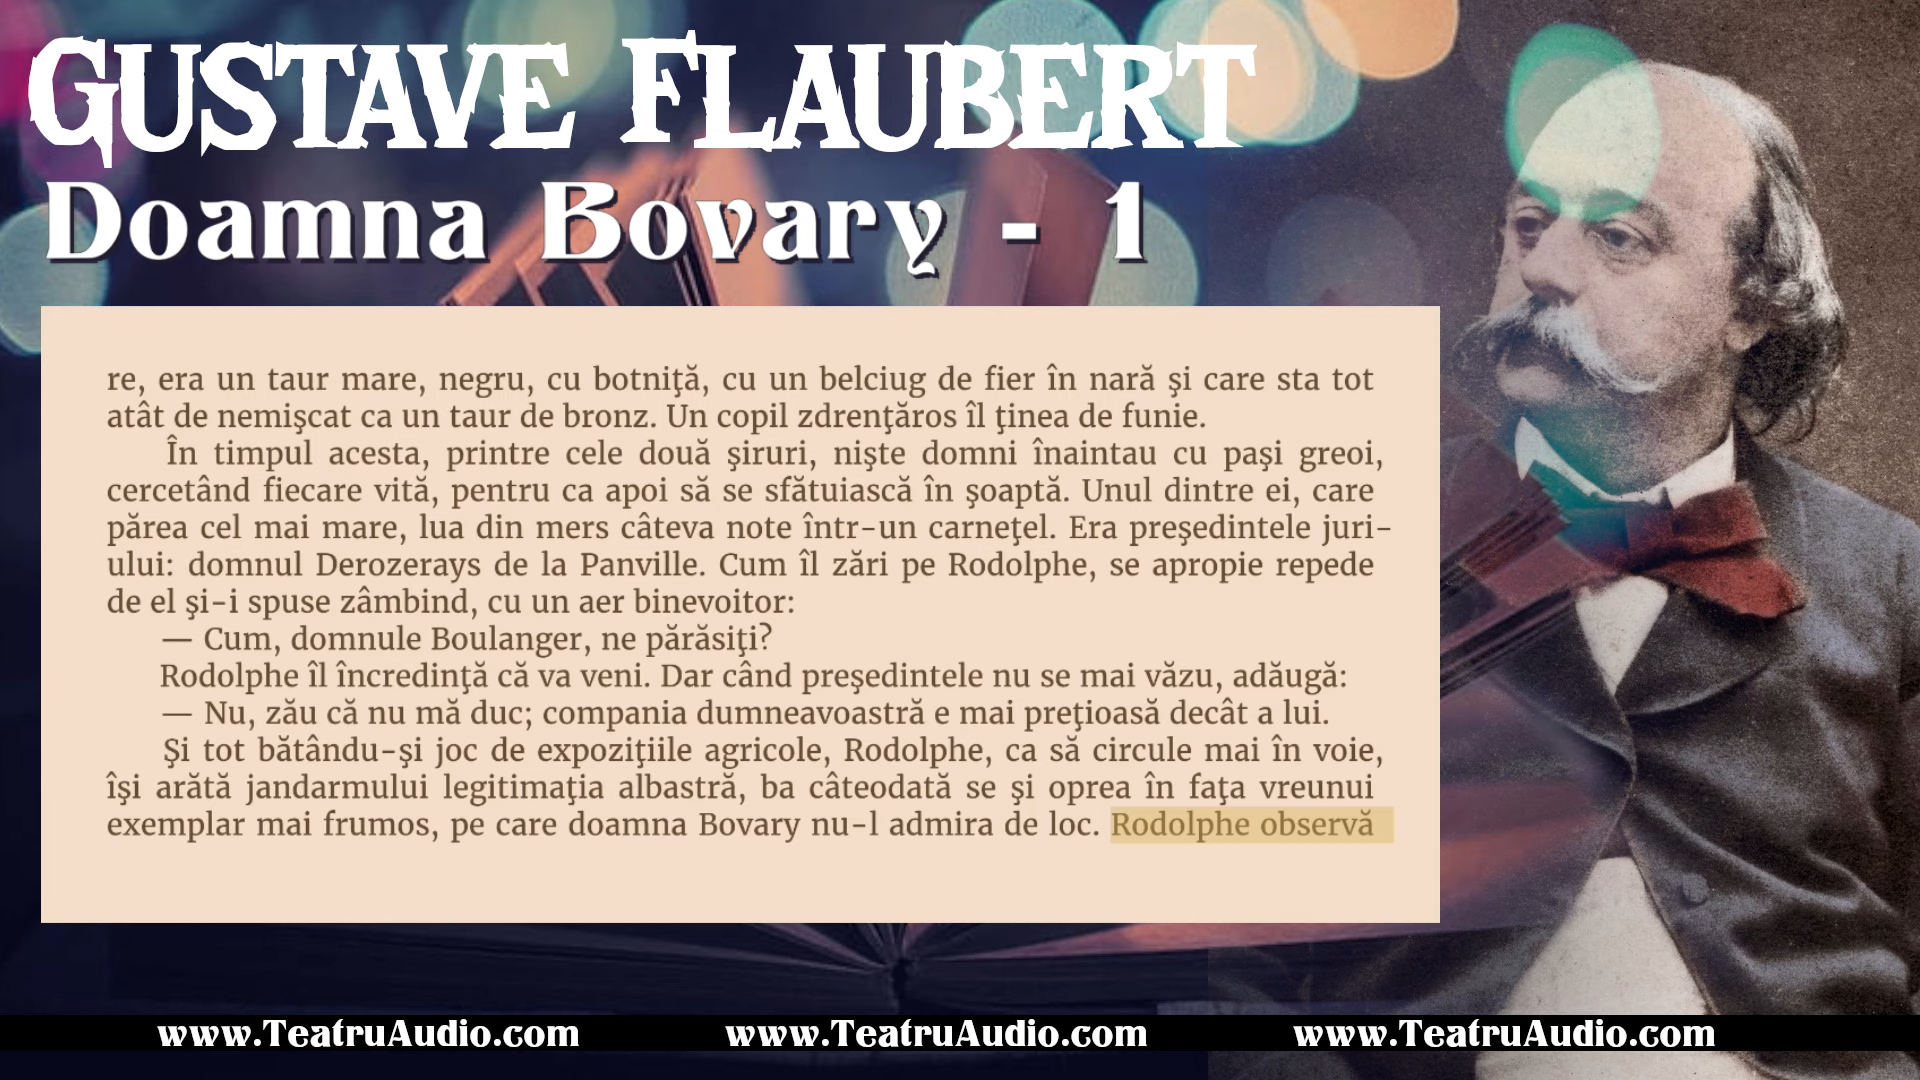 GUSTAVE FLAUBERT
Doamna Bovary - 1
re, era un taur mare, negru, cu botniţă, cu un belciug de fier în nară şi care sta tot
atât de nemişcat ca un taur de bronz. Un copil zdrenţăros îl ţinea de funie.
În timpul acesta, printre cele două şiruri, nişte domni înaintau cu paşi greoi,
cercetând fiecare vită, pentru ca apoi să se sfătuiască în şoaptă. Unul dintre ei, care
părea cel mai mare, lua din mers câteva note într-un carneţel. Era preşedintele juri-
ului: domnul Derozerays de la Panville. Cum îl zări pe Rodolphe, se apropie repede
de el şi-i spuse zâmbind, cu un aer binevoitor:
— Cum, domnule Boulanger, ne părăsiţi?
Rodolphe îl încredinţă că va veni. Dar când preşedintele nu se mai văzu, adăugă:
— Nu, zău că nu mă duc; compania dumneavoastră e mai preţioasă decât a lui.
Şi tot bătându-şi joc de expoziţiile agricole, Rodolphe, ca să circule mai în voie,
îşi arătă jandarmului legitimaţia albastră, ba câteodată se şi oprea în faţa vreunui
exemplar mai frumos, pe care doamna Bovary nu-l admira de loc. Rodolphe observă
www.TeatruAudio.com www.TeatruAudio.com www.TeatruAudio.com